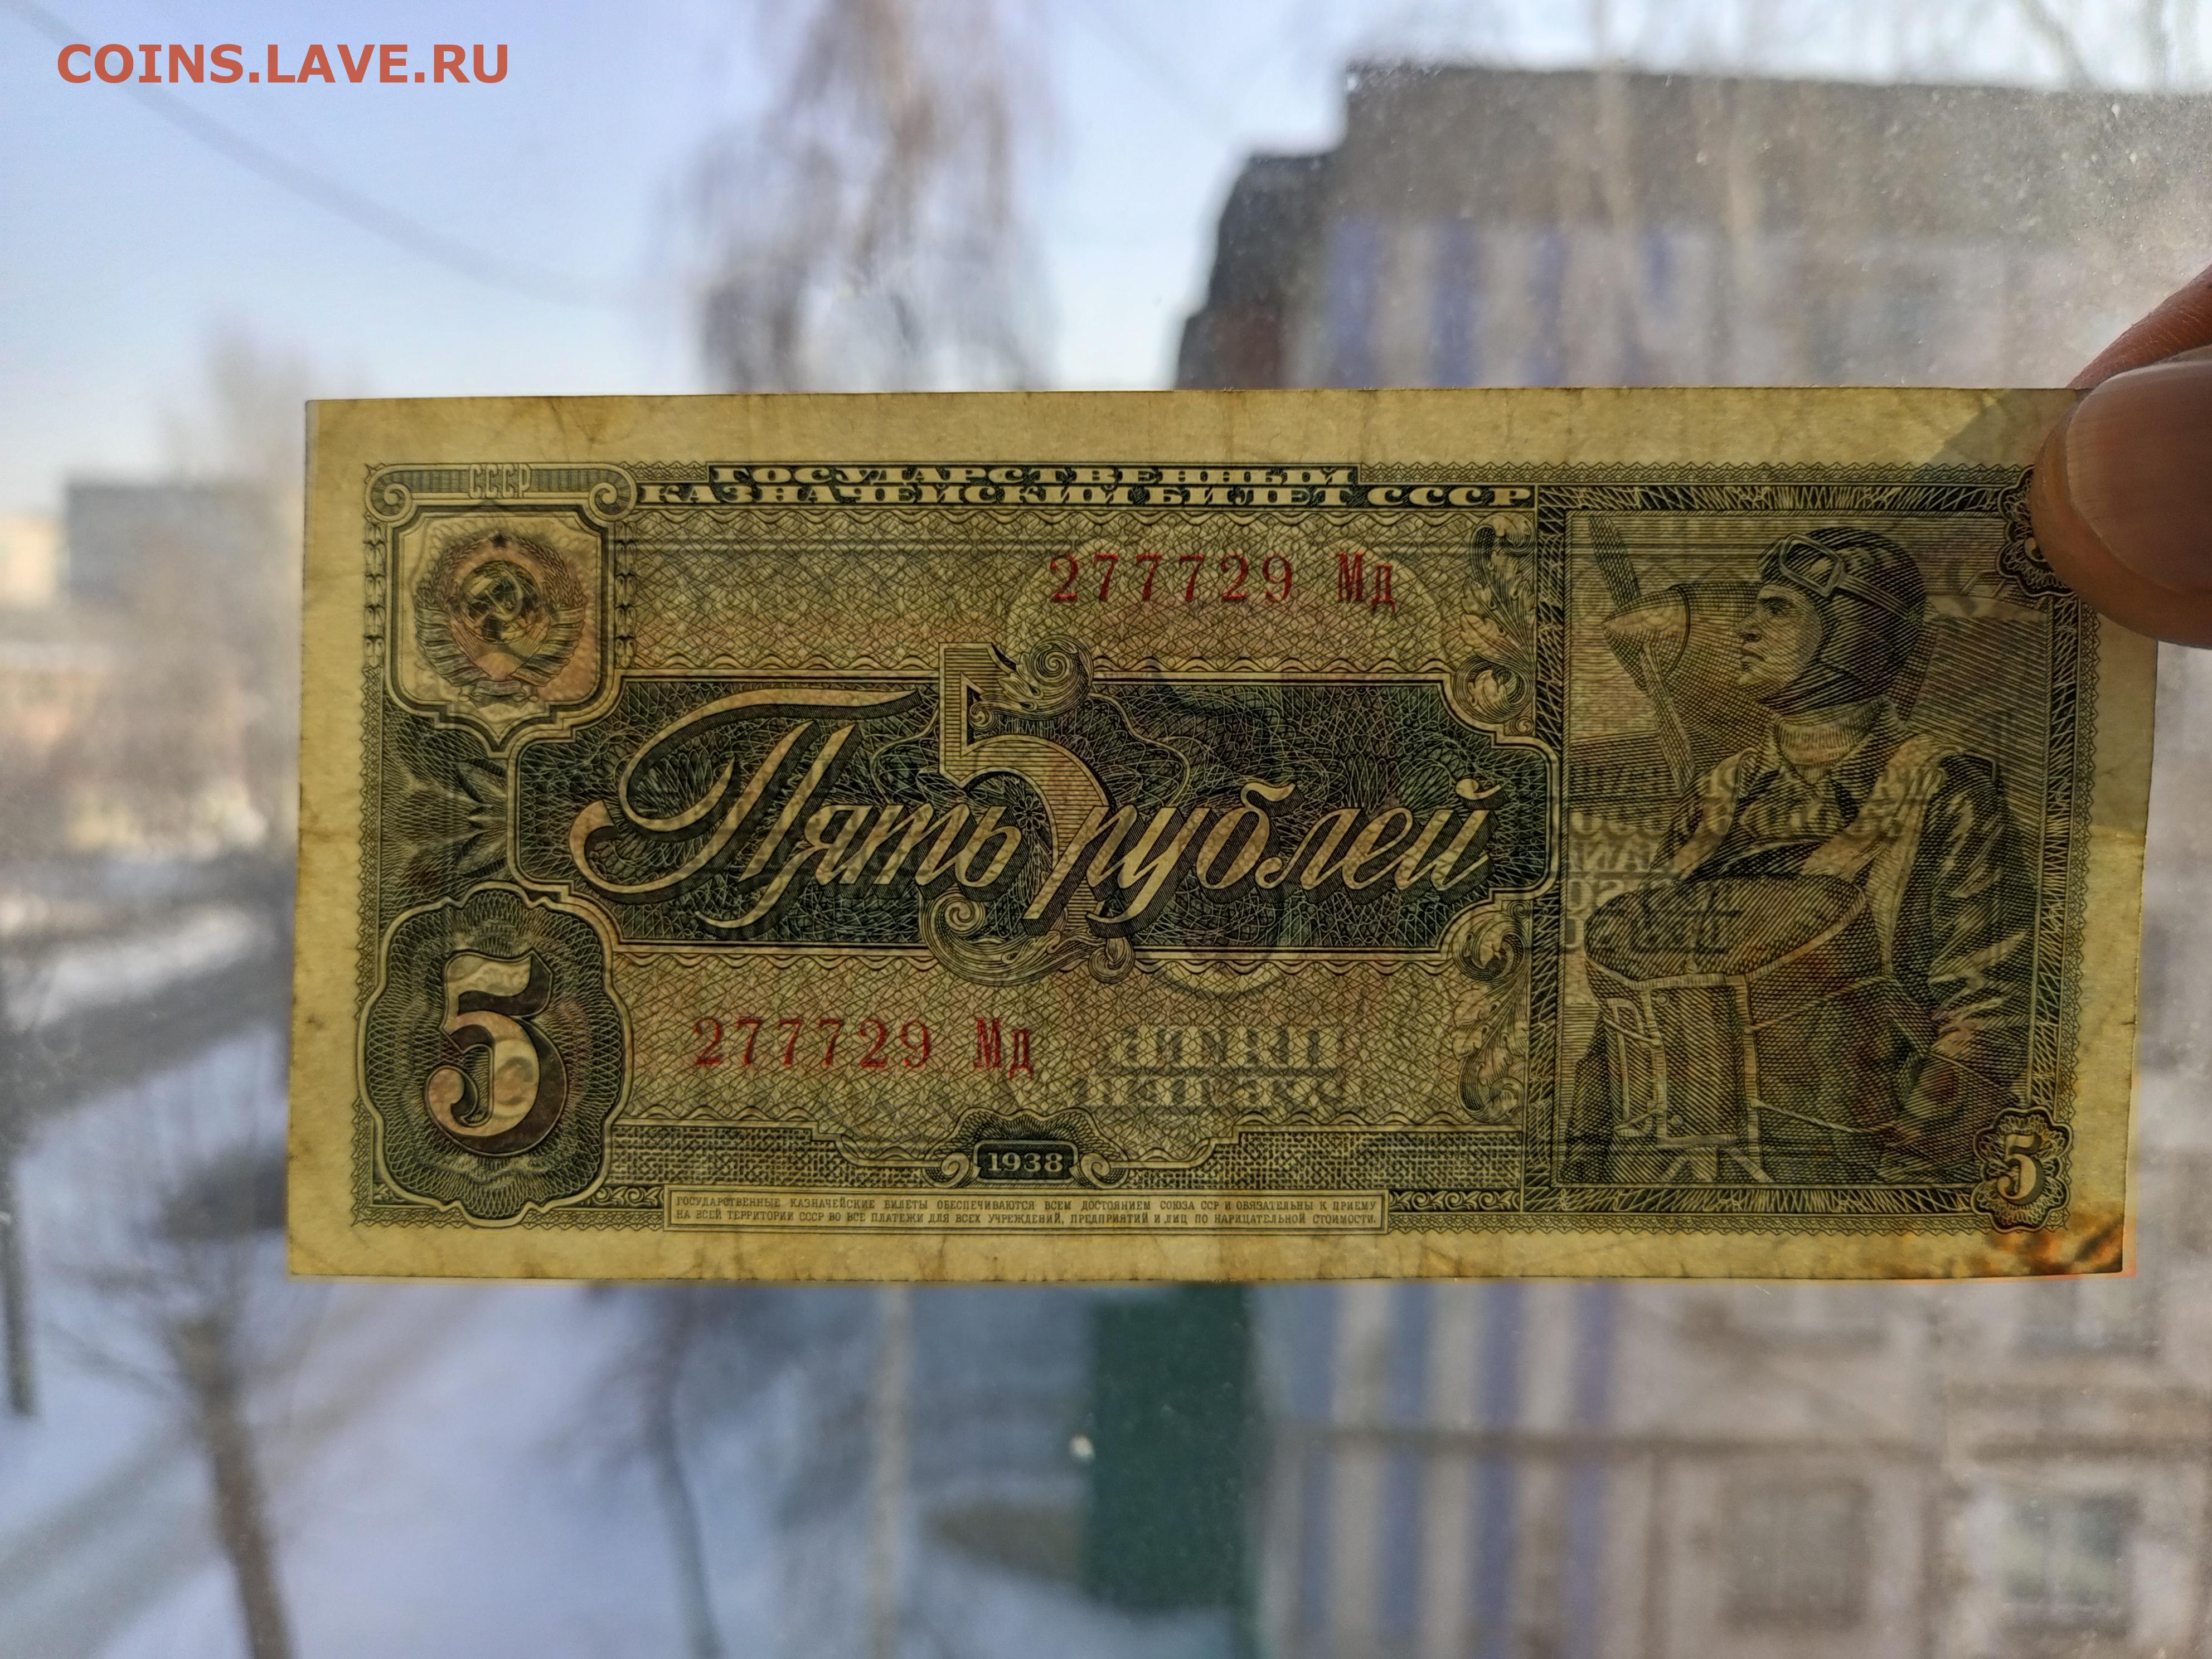 COINS.LAVE.RU
СССР
ГОСУДАРСТВЕННЫЙ
КАЗНАЧЕЙСКИЙ БИЛЕТ СССР
277729 Мд
5
Пять рублей
5
277729 Мд
1938
5
ГОСУДАРСТВЕННЫЕ КАЗНАЧЕЙСКИЕ БИЛЕТЫ ОБЕСПЕЧИВАЮТСЯ ВСЕМ ДОСТОЯНИЕМ СОЮЗА ССР И ОБЯЗАТЕЛЬНЫ К ПРИЕМУ
НА ВСЕЙ ТЕРРИТОРИИ СССР ВО ВСЕ ПЛАТЕЖИ ДЛЯ ВСЕХ УЧРЕЖДЕНИЙ, ПРЕДПРИЯТИЙ И ЛИЦ ПО НАРИЦАТЕЛЬНОЙ СТОИМОСТИ.